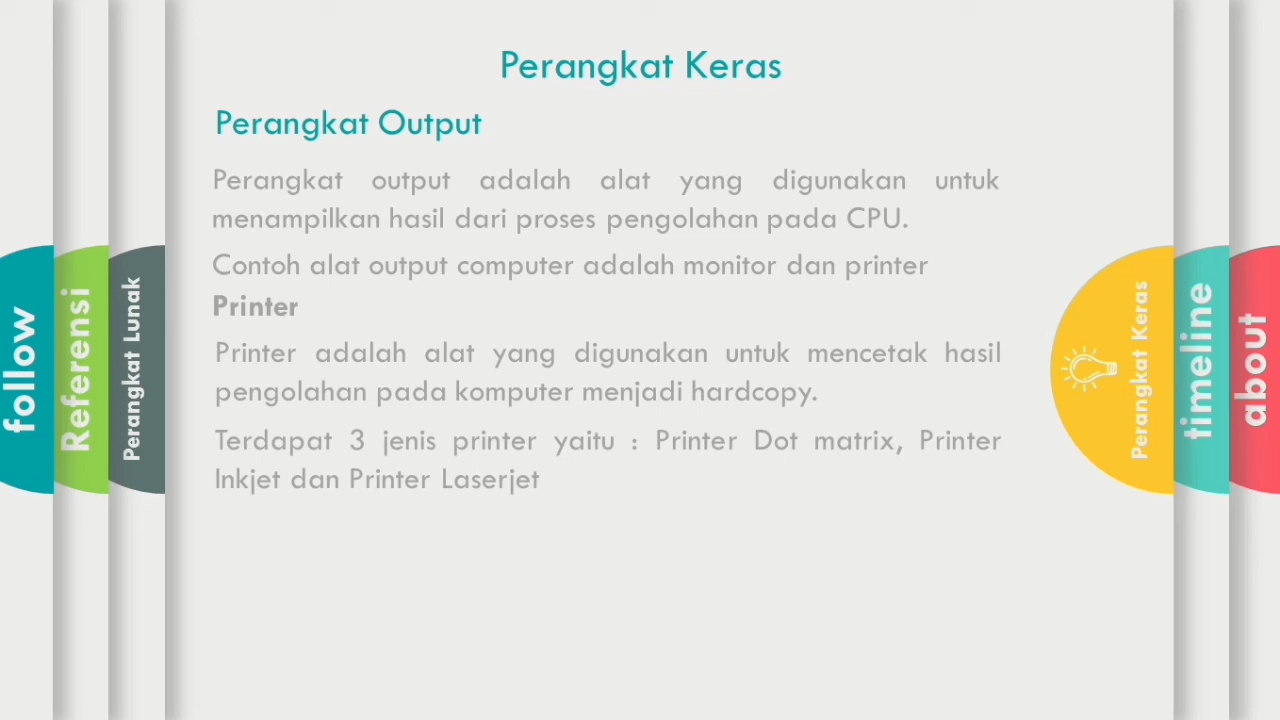 Perangkat Keras
Perangkat Output
Perangkat output adalah alat yang digunakan untuk
menampilkan hasil dari proses pengolahan pada CPU.
Contoh alat output computer adalah monitor dan printer
Printer
Printer adalah alat yang digunakan untuk mencetak hasil
pengolahan pada komputer menjadi hardcopy.
Terdapat 3 jenis printer yaitu : Printer Dot matrix, Printer
Inkjet dan Printer Laserjet
follow
Referensi
Perangkat Lunak
Perangkat Keras
timeline
about